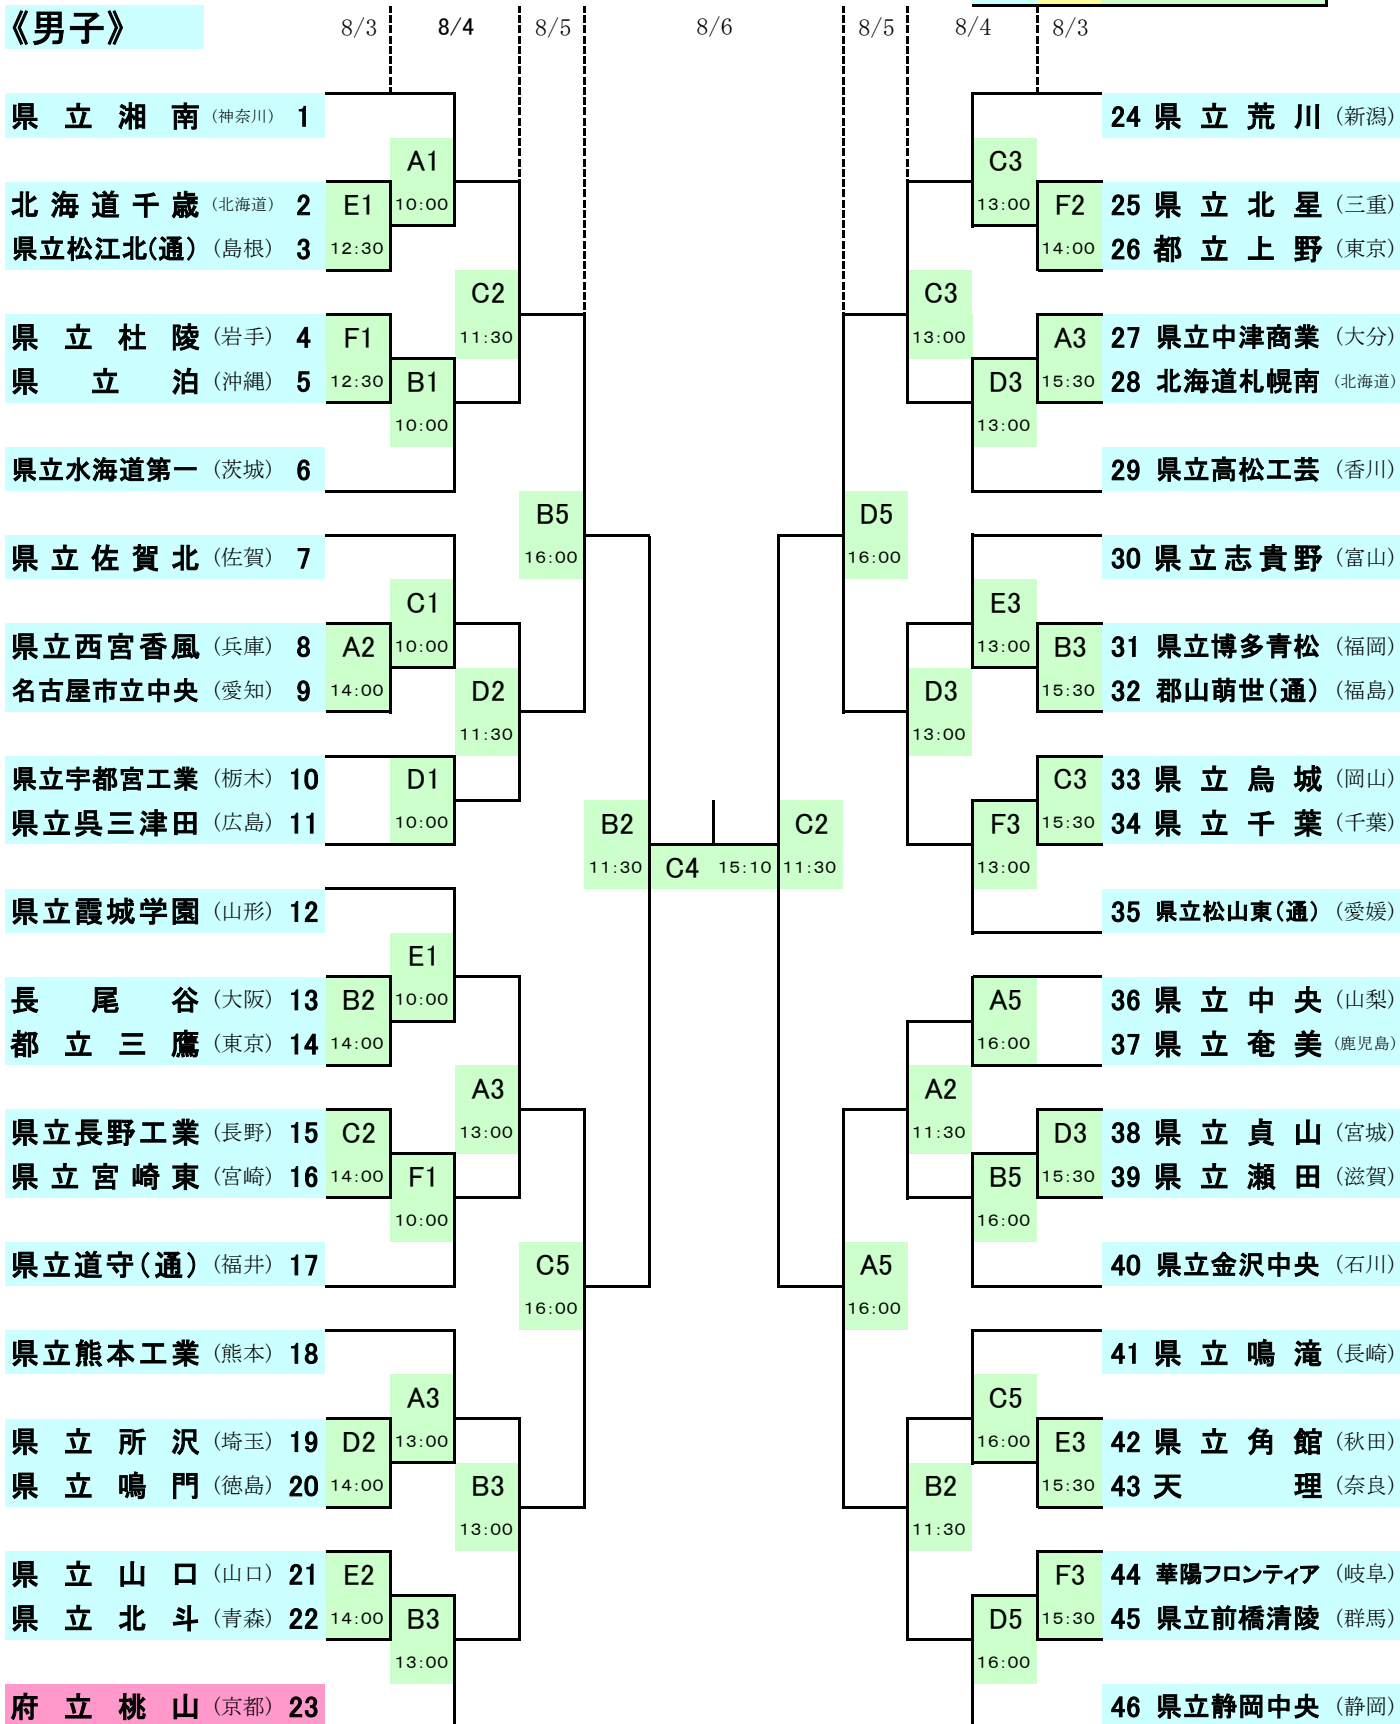 《男子》 8/3 8/4 8/5 8/6 8/5 8/4 8/3
県立湘南 (神奈川) 1
北海道千歳 (北海道) 2
県立松江北(通) (島根) 3
県立杜陵 (岩手) 4
県立泊 (沖縄) 5
県立水海道第一 (茨城) 6
県立佐賀北 (佐賀) 7
県立西宮香風 (兵庫) 8
名古屋市立中央 (愛知) 9
県立宇都宮工業 (栃木) 10
県立呉三津田 (広島) 11
県立霞城学園 (山形) 12
長尾谷 (大阪) 13
都立三鷹 (東京) 14
県立長野工業 (長野) 15
県立宮崎東 (宮崎) 16
県立道守(通) (福井) 17
県立熊本工業 (熊本) 18
県立所沢 (埼玉) 19
県立鳴門 (徳島) 20
県立山口 (山口) 21
県立北斗 (青森) 22
府立桃山 (京都) 23
E1
12:30
F1
12:30
A2
14:00
B2
14:00
C2
14:00
D2
14:00
E2
14:00
A1
10:00
B1
10:00
C1
10:00
D1
10:00
E1
10:00
F1
10:00
A3
13:00
B3
13:00
C2
11:30
D2
11:30
A3
13:00
B3
13:00
B5
16:00
C5
16:00
B2
11:30
C4 15:10
C2
11:30
D5
16:00
A5
16:00
C3
13:00
D3
13:00
A2
11:30
B2
11:30
C3
13:00
D3
13:00
E3
13:00
F3
13:00
A5
16:00
B5
16:00
C5
16:00
D5
16:00
F2
14:00
A3
15:30
B3
15:30
C3
15:30
D3
15:30
E3
15:30
F3
15:30
24 県立荒川 (新潟)
25 県立北星 (三重)
26 都立上野 (東京)
27 県立中津商業 (大分)
28 北海道札幌南 (北海道)
29 県立高松工芸 (香川)
30 県立志貴野 (富山)
31 県立博多青松 (福岡)
32 郡山萌世(通) (福島)
33 県立烏城 (岡山)
34 県立千葉 (千葉)
35 県立松山東(通) (愛媛)
36 県立中央 (山梨)
37 県立奄美 (鹿児島)
38 県立貞山 (宮城)
39 県立瀬田 (滋賀)
40 県立金沢中央 (石川)
41 県立鳴滝 (長崎)
42 県立角館 (秋田)
43 天理 (奈良)
44 華陽フロンティア (岐阜)
45 県立前橋清陵 (群馬)
46 県立静岡中央 (静岡)